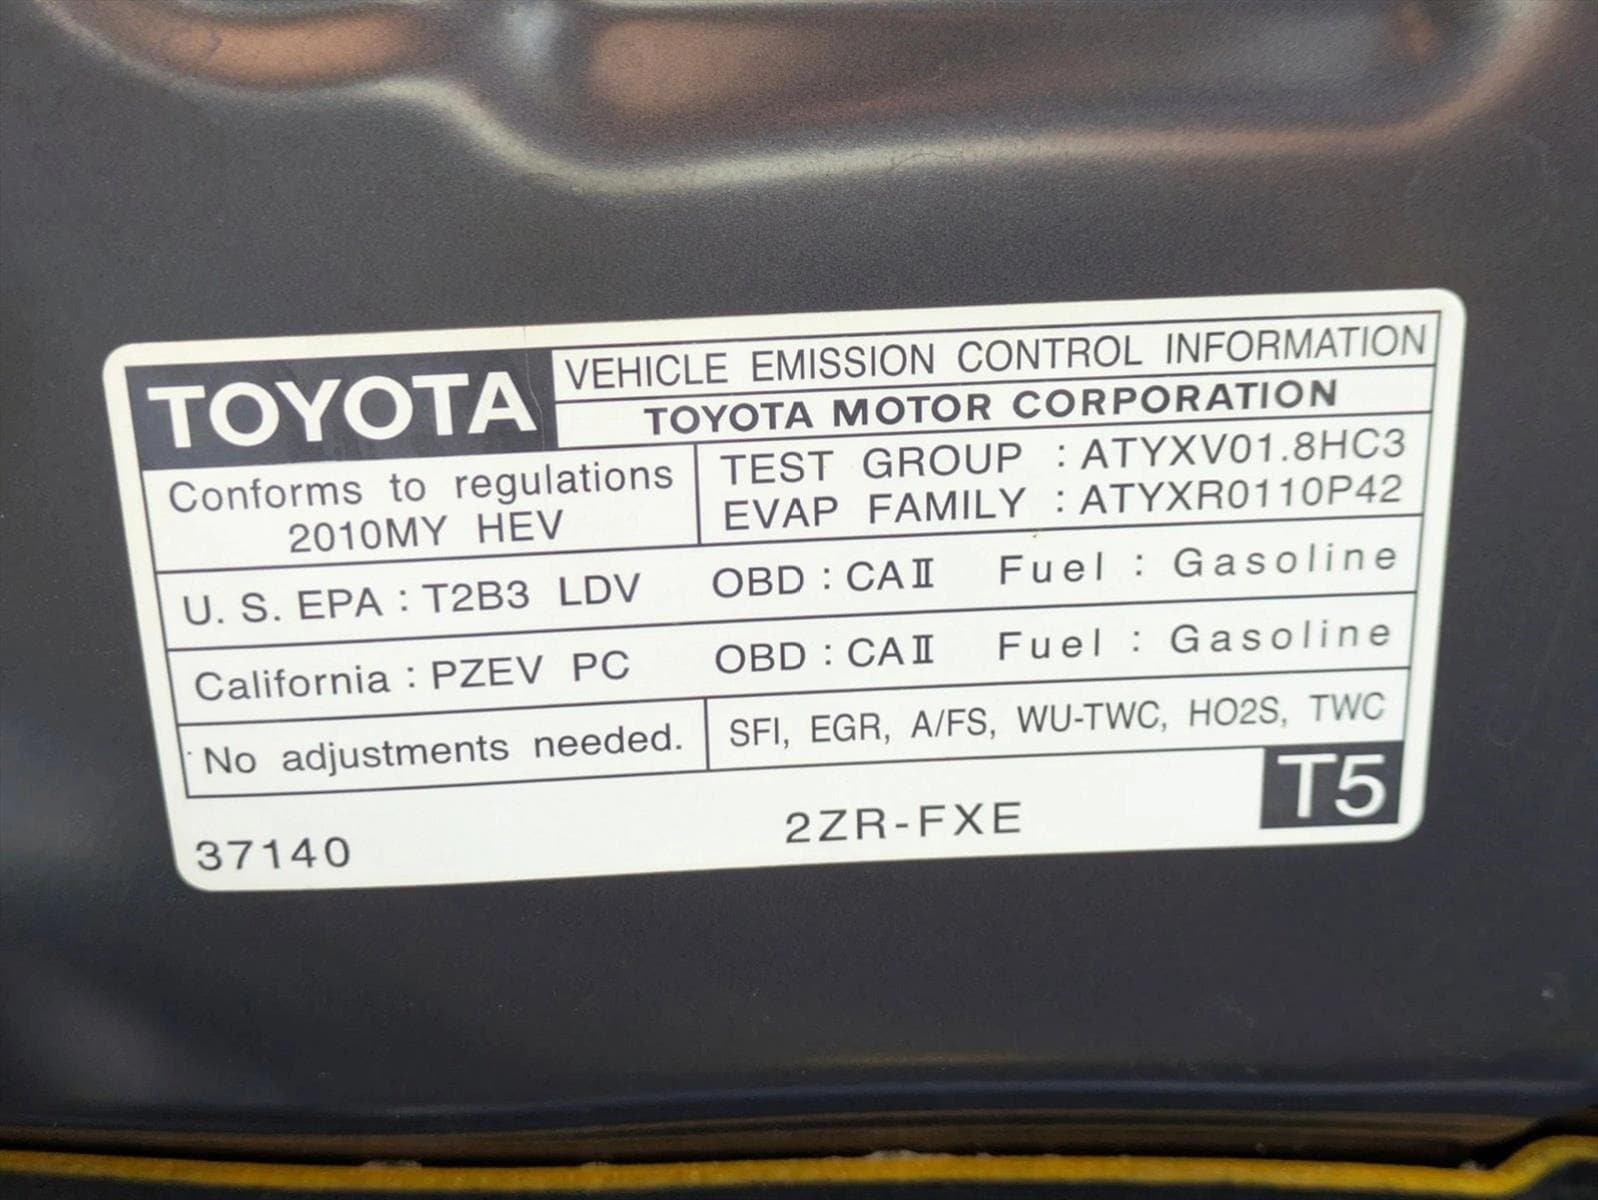 TOYOTA
VEHICLE EMISSION CONTROL INFORMATION
TOYOTA MOTOR CORPORATION
Conforms to regulations
2010MY HEV
TEST GROUP : ATYXV01.8HC3
EVAP FAMILY : ATYXR0110P42
U. S. EPA : T2B3 LDV OBD : CAⅡ Fuel : Gasoline
California : PZEV PC OBD : CAⅡ Fuel : Gasoline
No adjustments needed.
SFI, EGR, A/FS, WU-TWC, HO2S, TWC
37140
2ZR-FXE
T5